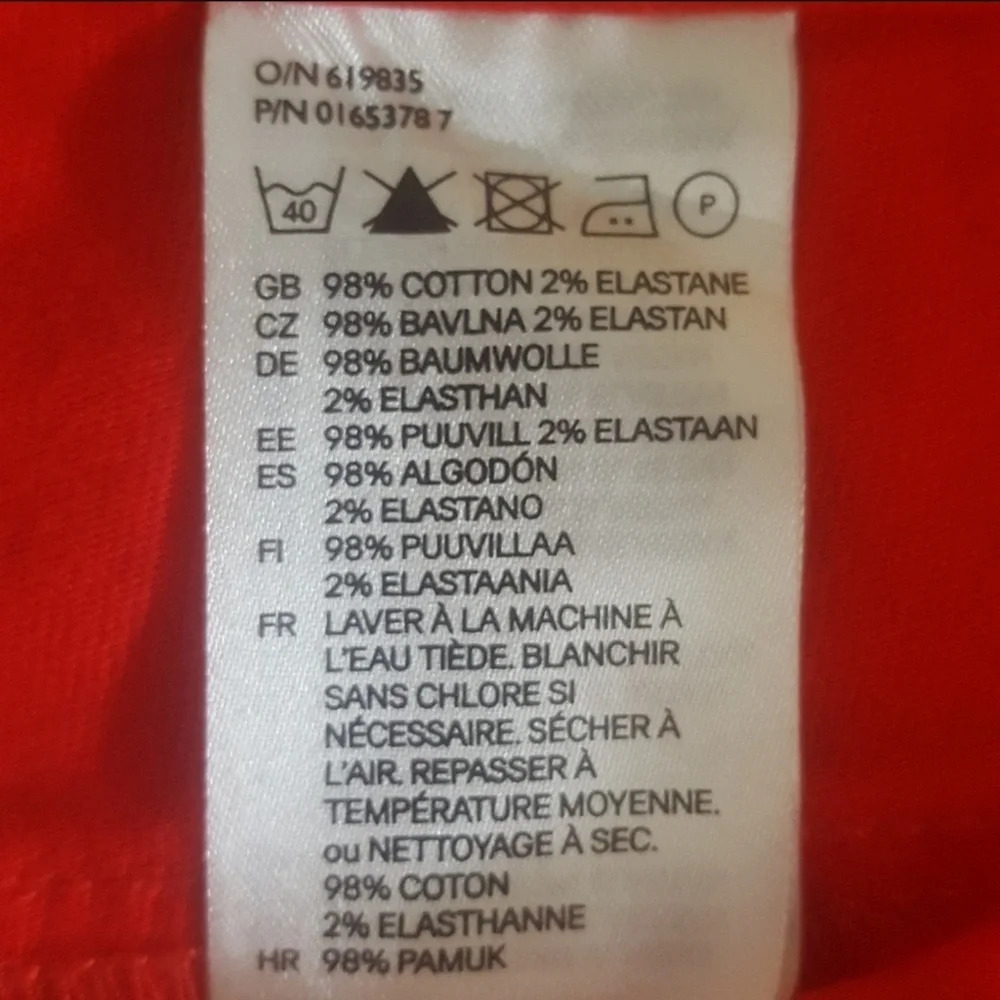 O/N 619835
P/N 01653787
40 P
GB 98% COTTON 2% ELASTANE
CZ 98% BAVLNA 2% ELASTAN
DE 98% BAUMWOLLE
2% ELASTHAN
EE 98% PUUVILL 2% ELASTAAN
ES 98% ALGODÓN
2% ELASTANO
FI 98% PUUVILLAA
2% ELASTAANIA
FR LAVER À LA MACHINE À
L'EAU TIÈDE. BLANCHIR
SANS CHLORE SI
NÉCESSAIRE. SÉCHER À
L'AIR. REPASSER À
TEMPÉRATURE MOYENNE.
ou NETTOYAGE À SEC.
98% COTON
2% ELASTHANNE
HR 98% PAMUK